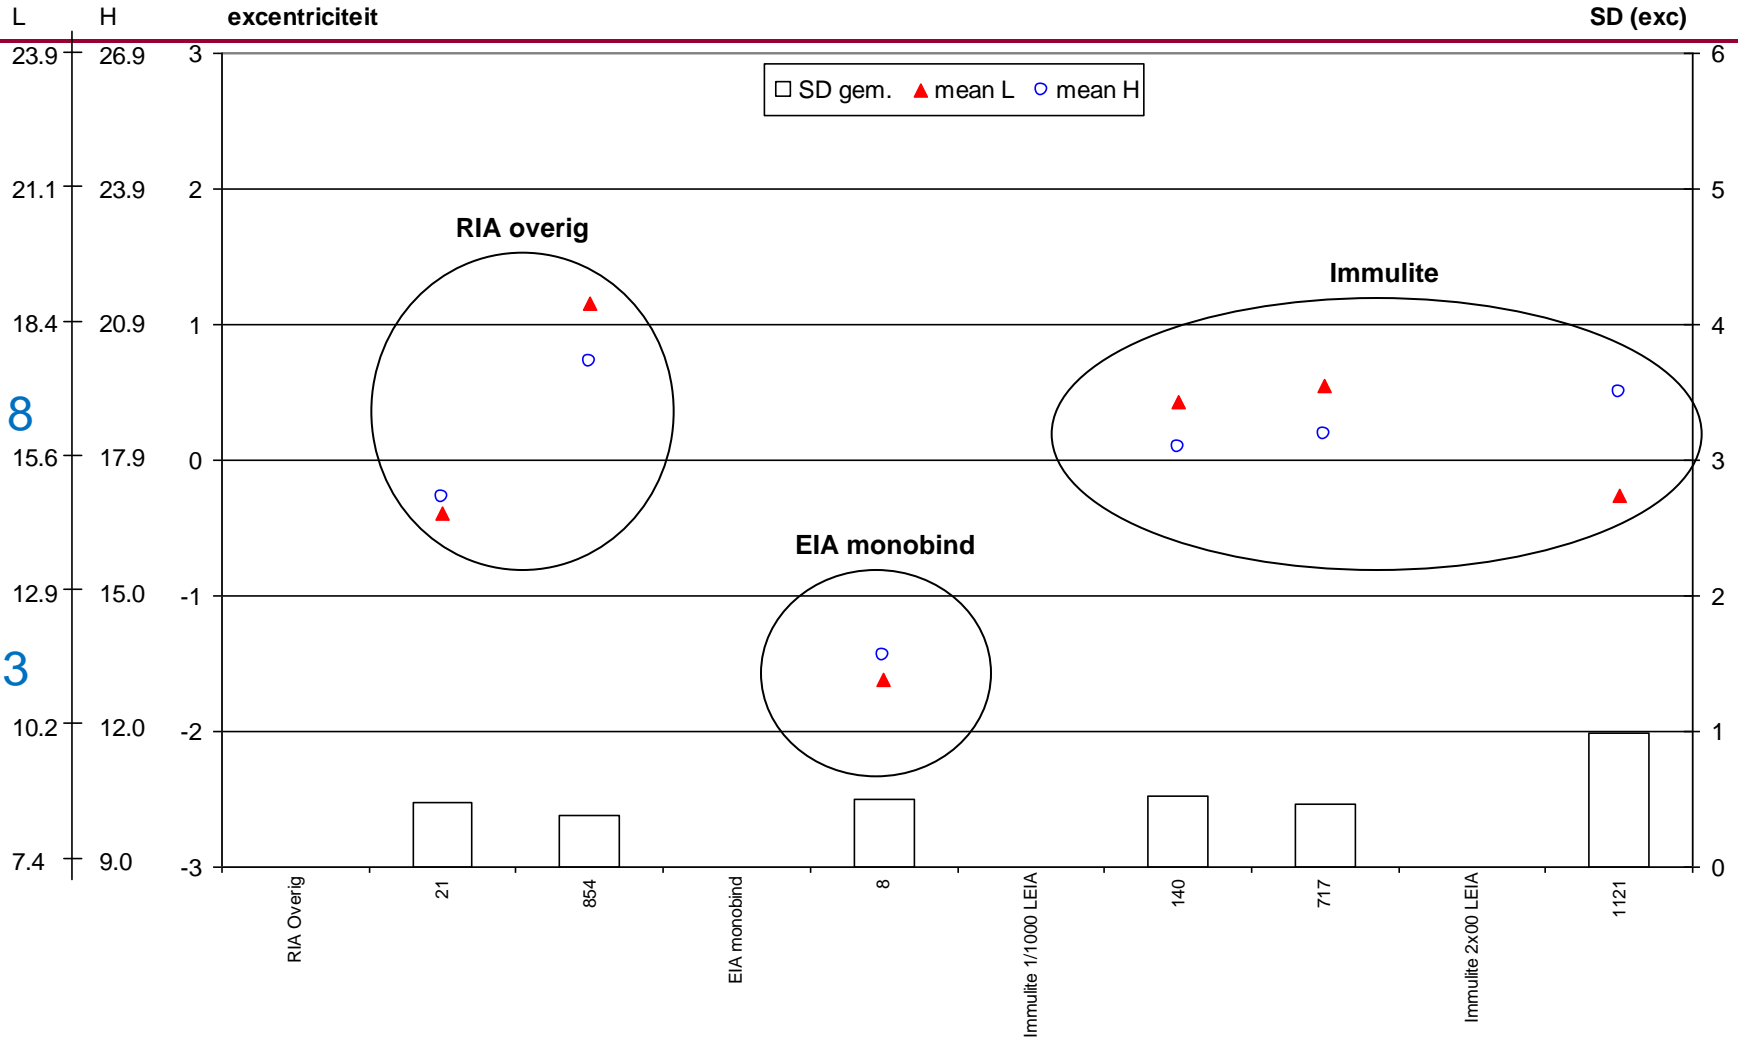 L H excentriciteit SD (exc)
23.9 26.9 3 6
SD gem. mean L mean H
21.1 23.9 2 5
RIA overig
Immulite
18.4 20.9 1 4
8
15.6 17.9 0 3
EIA monobind
12.9 15.0 -1 2
3
10.2 12.0 -2 1
7.4 9.0 -3 0
RIA Overig
21
854
EIA monobind
8
Immulite 1/1000 LEIA
140
717
Immulite 2x00 LEIA
1121